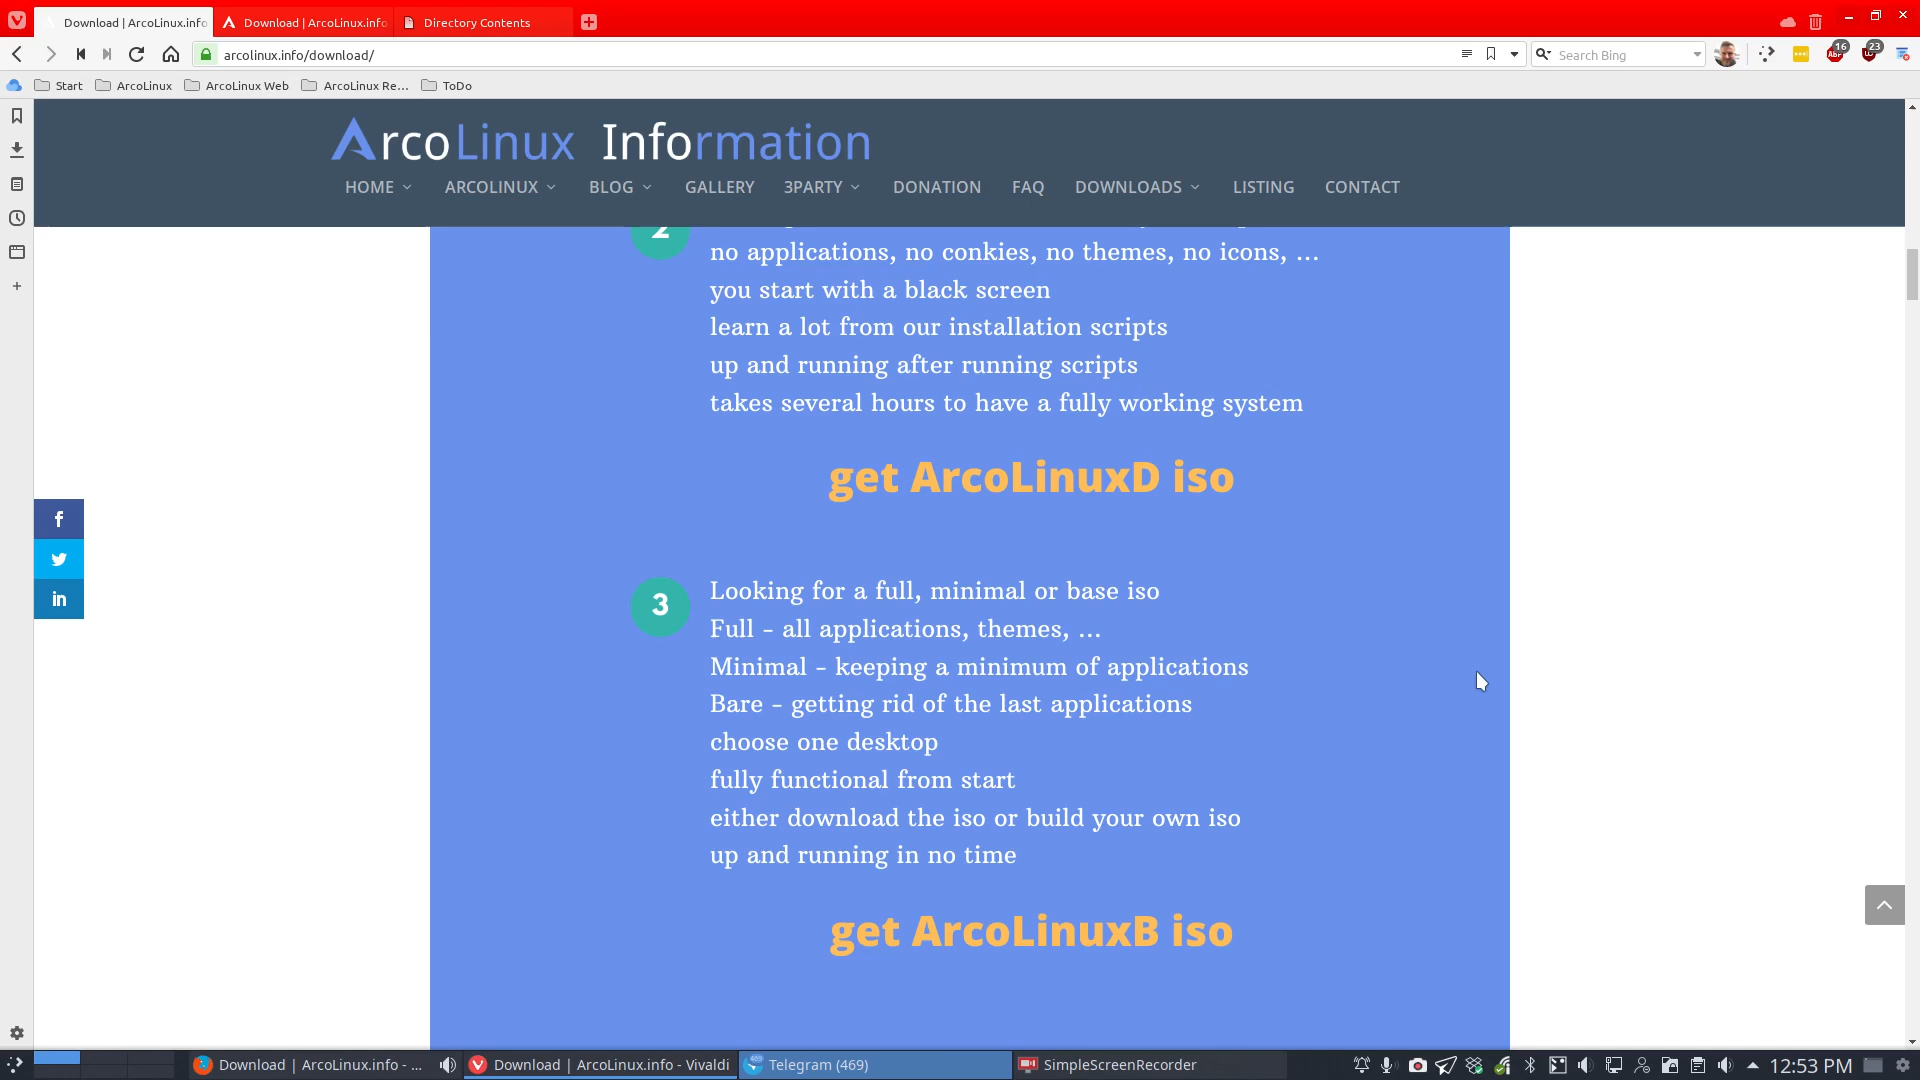 Download | ArcoLinux.info
Download | ArcoLinux.info
Directory Contents
arcolinux.info/download/
Search Bing
16
23
Start
ArcoLinux
ArcoLinux Web
ArcoLinux Re...
ToDo
ArcoLinux Information
HOME
ARCOLINUX
BLOG
GALLERY
3PARTY
DONATION
FAQ
DOWNLOADS
LISTING
CONTACT
2
no applications, no conkies, no themes, no icons, ...
you start with a black screen
learn a lot from our installation scripts
up and running after running scripts
takes several hours to have a fully working system
get ArcoLinuxD iso
3
Looking for a full, minimal or base iso
Full - all applications, themes, ...
Minimal - keeping a minimum of applications
Bare - getting rid of the last applications
choose one desktop
fully functional from start
either download the iso or build your own iso
up and running in no time
get ArcoLinuxB iso
Download | ArcoLinux.info - ...
Download | ArcoLinux.info - Vivaldi
Telegram (469)
SimpleScreenRecorder
12:53 PM